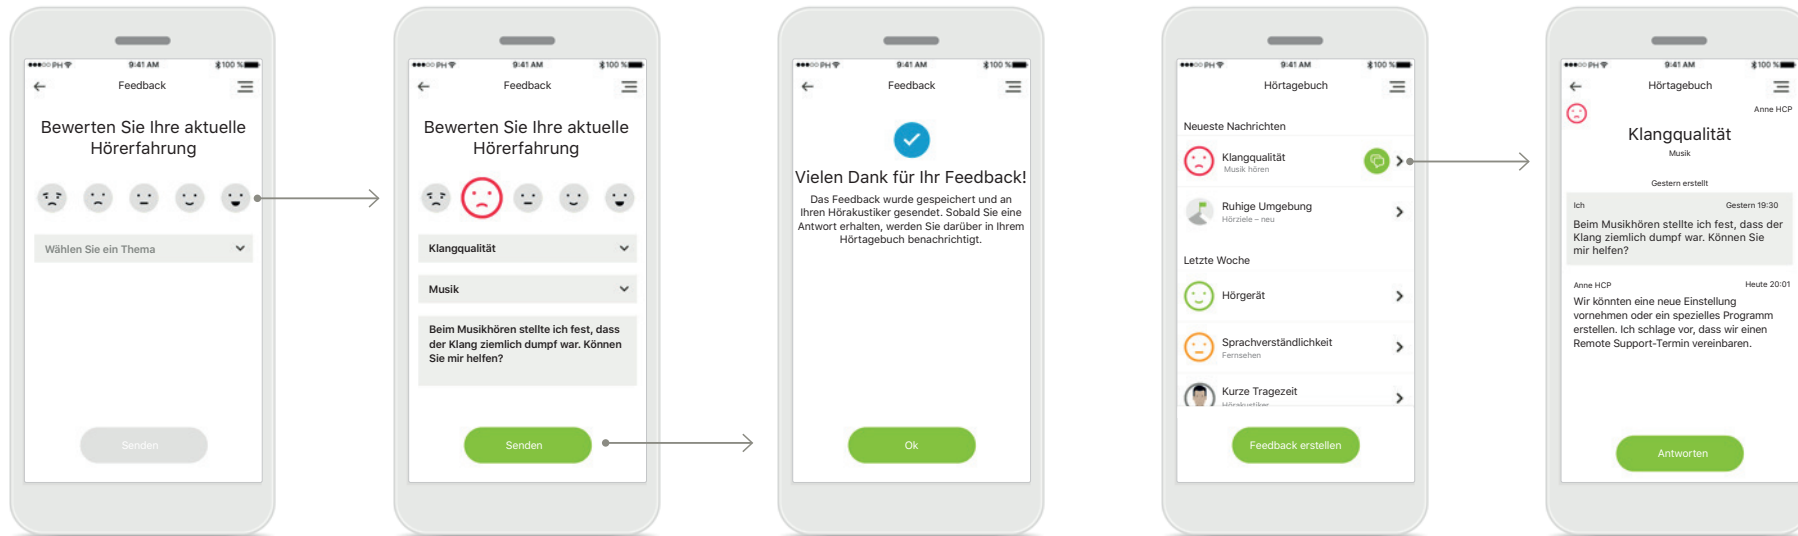 PH 9:41 AM 100 %
Feedback
Bewerten Sie Ihre aktuelle
Hörerfahrung
Wählen Sie ein Thema
Senden
PH 9:41 AM 100 %
Feedback
Bewerten Sie Ihre aktuelle
Hörerfahrung
Klangqualität
Musik
Beim Musikhören stellte ich fest, dass
der Klang ziemlich dumpf war. Können
Sie mir helfen?
Senden
PH 9:41 AM 100 %
Feedback
Vielen Dank für Ihr Feedback!
Das Feedback wurde gespeichert und an
Ihren Hörakustiker gesendet. Sobald Sie eine
Antwort erhalten, werden Sie darüber in Ihrem
Hörtagebuch benachrichtigt.
Ok
PH 9:41 AM 100 %
Hörtagebuch
Neueste Nachrichten
Klangqualität
Musik hören
Ruhige Umgebung
Hörziele – neu
Letzte Woche
Hörgerät
Sprachverständlichkeit
Fernsehen
Kurze Tragezeit
Hörakustiker
Feedback erstellen
PH 9:41 AM 100 %
Hörtagebuch
Anne HCP
Klangqualität
Musik
Gestern erstellt
Ich Gestern 19:30
Beim Musikhören stellte ich fest, dass der
Klang ziemlich dumpf war. Können Sie
mir helfen?
Anne HCP Heute 20:01
Wir könnten eine neue Einstellung
vornehmen oder ein spezielles Programm
erstellen. Ich schlage vor, dass wir einen
Remote Support-Termin vereinbaren.
Antworten